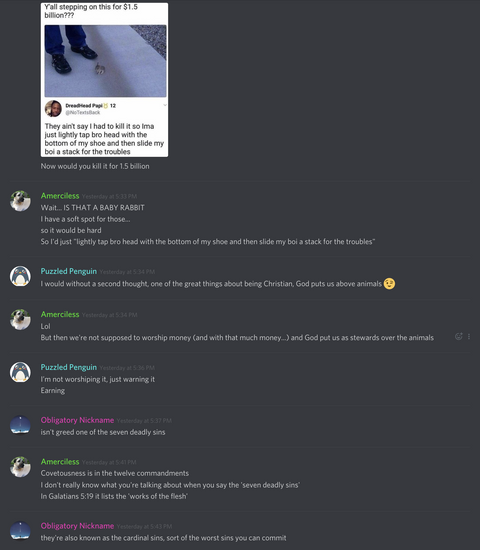 Y'all stepping on this for $1.5
billion???
DreadHead Papi 12
@NoTextsBack
They ain't say I had to kill it so Ima
just lightly tap bro head with the
bottom of my shoe and then slide my
boi a stack for the troubles
Now would you kill it for 1.5 billion
Amerciless Yesterday at 5:33 PM
Wait... IS THAT A BABY RABBIT
I have a soft spot for those...
so it would be hard
So I'd just "lightly tap bro head with the bottom of my shoe and then slide my boi a stack for the troubles"
Puzzled Penguin Yesterday at 5:34 PM
I would without a second thought, one of the great things about being Christian, God puts us above animals
Amerciless Yesterday at 5:34 PM
Lol
But then we're not supposed to worship money (and with that much money...) and God put us as stewards over the animals
Puzzled Penguin Yesterday at 5:36 PM
I'm not worshiping it, just warning it
Earning
Obligatory Nickname Yesterday at 5:37 PM
isn't greed one of the seven deadly sins
Amerciless Yesterday at 5:41 PM
Covetousness is in the twelve commandments
I don't really know what you're talking about when you say the 'seven deadly sins'
In Galatians 5:19 it lists the 'works of the flesh'
Obligatory Nickname Yesterday at 5:43 PM
they're also known as the cardinal sins, sort of the worst sins you can commit